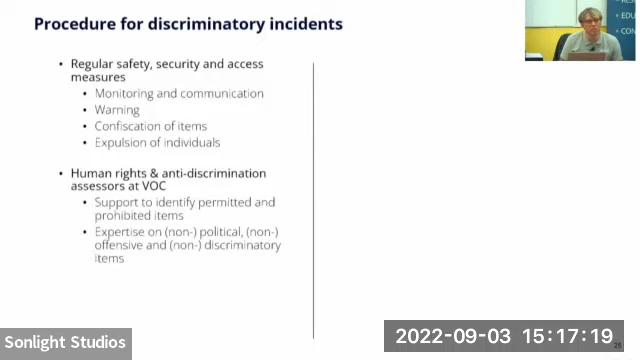 Procedure for discriminatory incidents
• Regular safety, security and access
measures
• Monitoring and communication
• Warning
• Confiscation of items
• Expulsion of individuals
• Human rights & anti-discrimination
assessors at VOC
• Support to identify permitted and
prohibited items
• Expertise on (non-) political, (non-)
offensive and (non-) discriminatory
items
EDU
CON
Sonlight Studios
2022-09-03 15:17:19